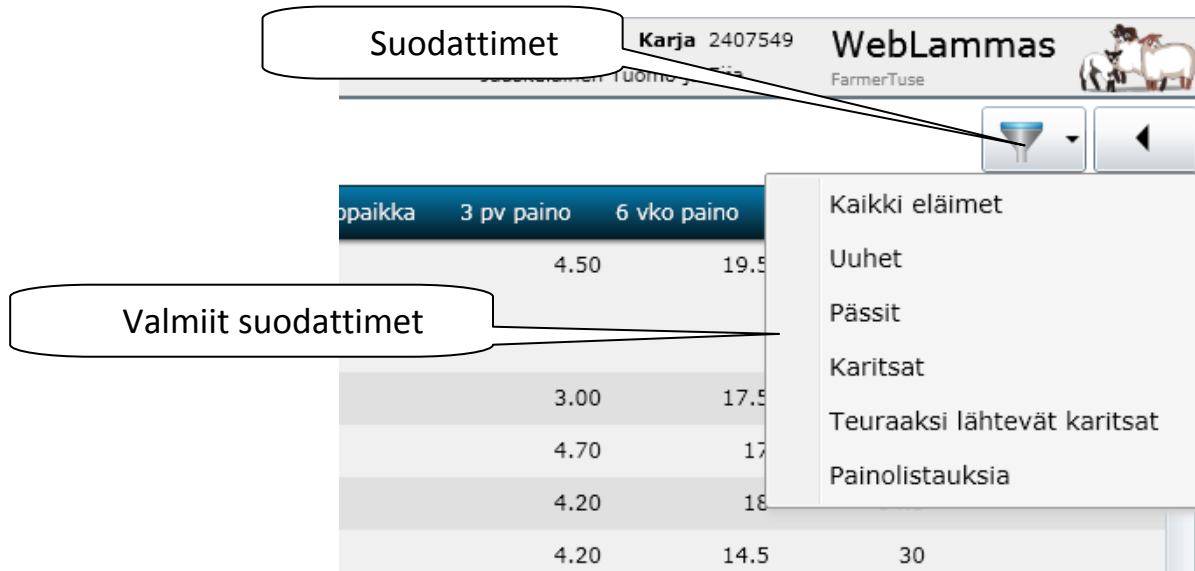 Suodattimet
Karja 2407549
WebLammas
FarmerTuse
paikka 3 pv paino 6 vko paino
4.50 19.5
Valmiit suodattimet
3.00 17.5
4.70 17
4.20 18
4.20 14.5 30
Kaikki eläimet
Uuhet
Pässit
Karitsat
Teuraaksi lähtevät karitsat
Painolistauksia